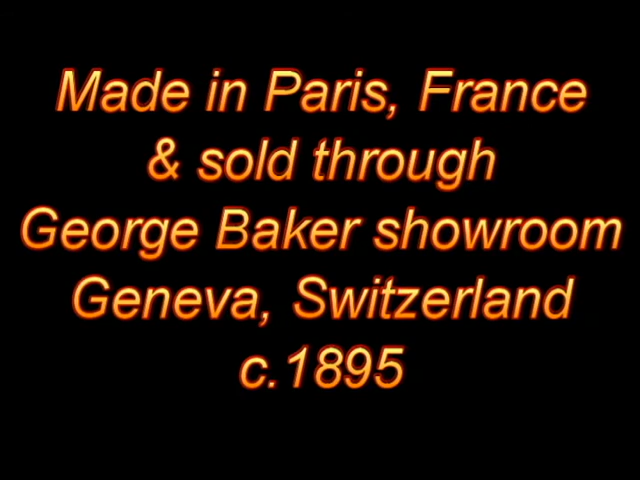 Made in Paris, France
& sold through
George Baker showroom
Geneva, Switzerland
c.1895